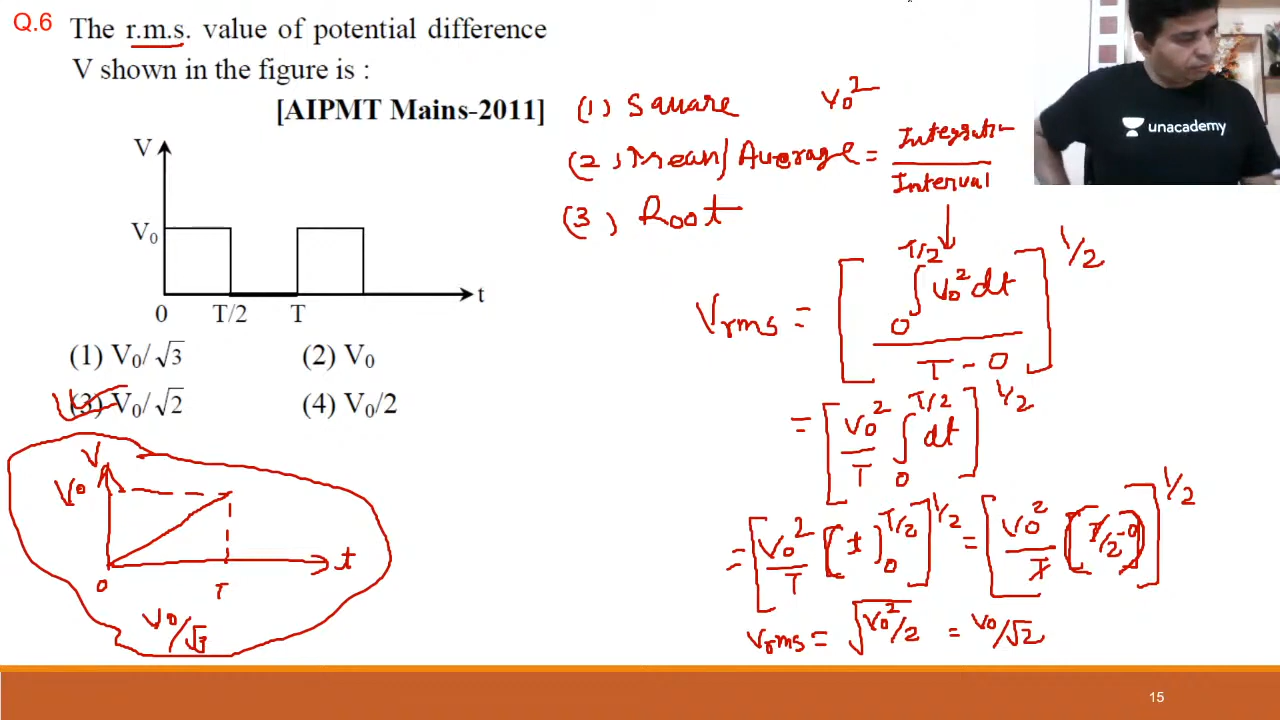 Q.6 The r.m.s. value of potential difference
V shown in the figure is :
[AIPMT Mains-2011]
V
V₀
0 T/2 T t
(1) V₀/√3 (2) V₀
(3) V₀/√2 (4) V₀/2
V
V₀
0 T t
V₀/√3
(1) Square V₀²
(2) Mean/Average = Integration / Interval
(3) Root
Vrms = [∫₀^(T/2) V₀² dt / (T - 0)]^(1/2)
= [V₀²/T ∫₀^(T/2) dt]^(1/2)
= [V₀²/T (t)₀^(T/2)]^(1/2) = [V₀²/T [T/2 - 0]]^(1/2)
Vrms = √(V₀²/2) = V₀/√2
unacademy
15